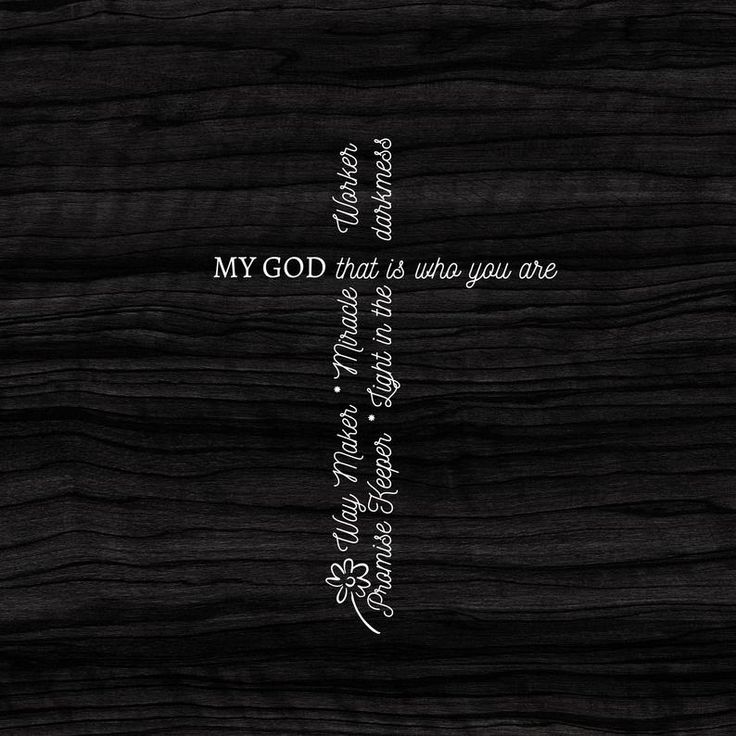 Way Maker * Miracle Worker
Promise Keeper * Light in the darkness
MY GOD that is who you are